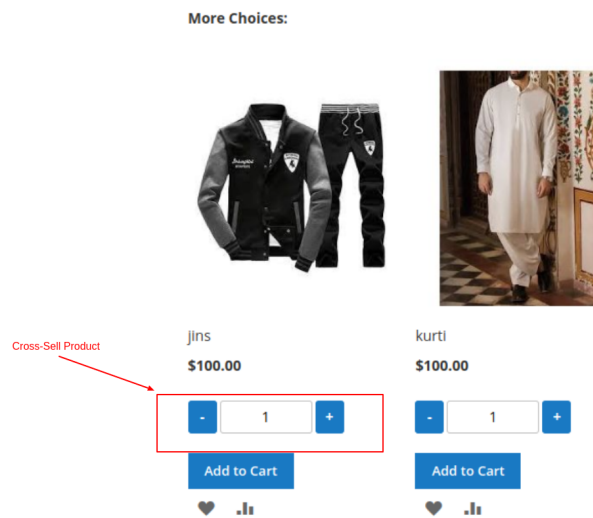 More Choices:
jins
kurti
Cross-Sell Product
$100.00
$100.00
- 1 +
- 1 +
Add to Cart
Add to Cart